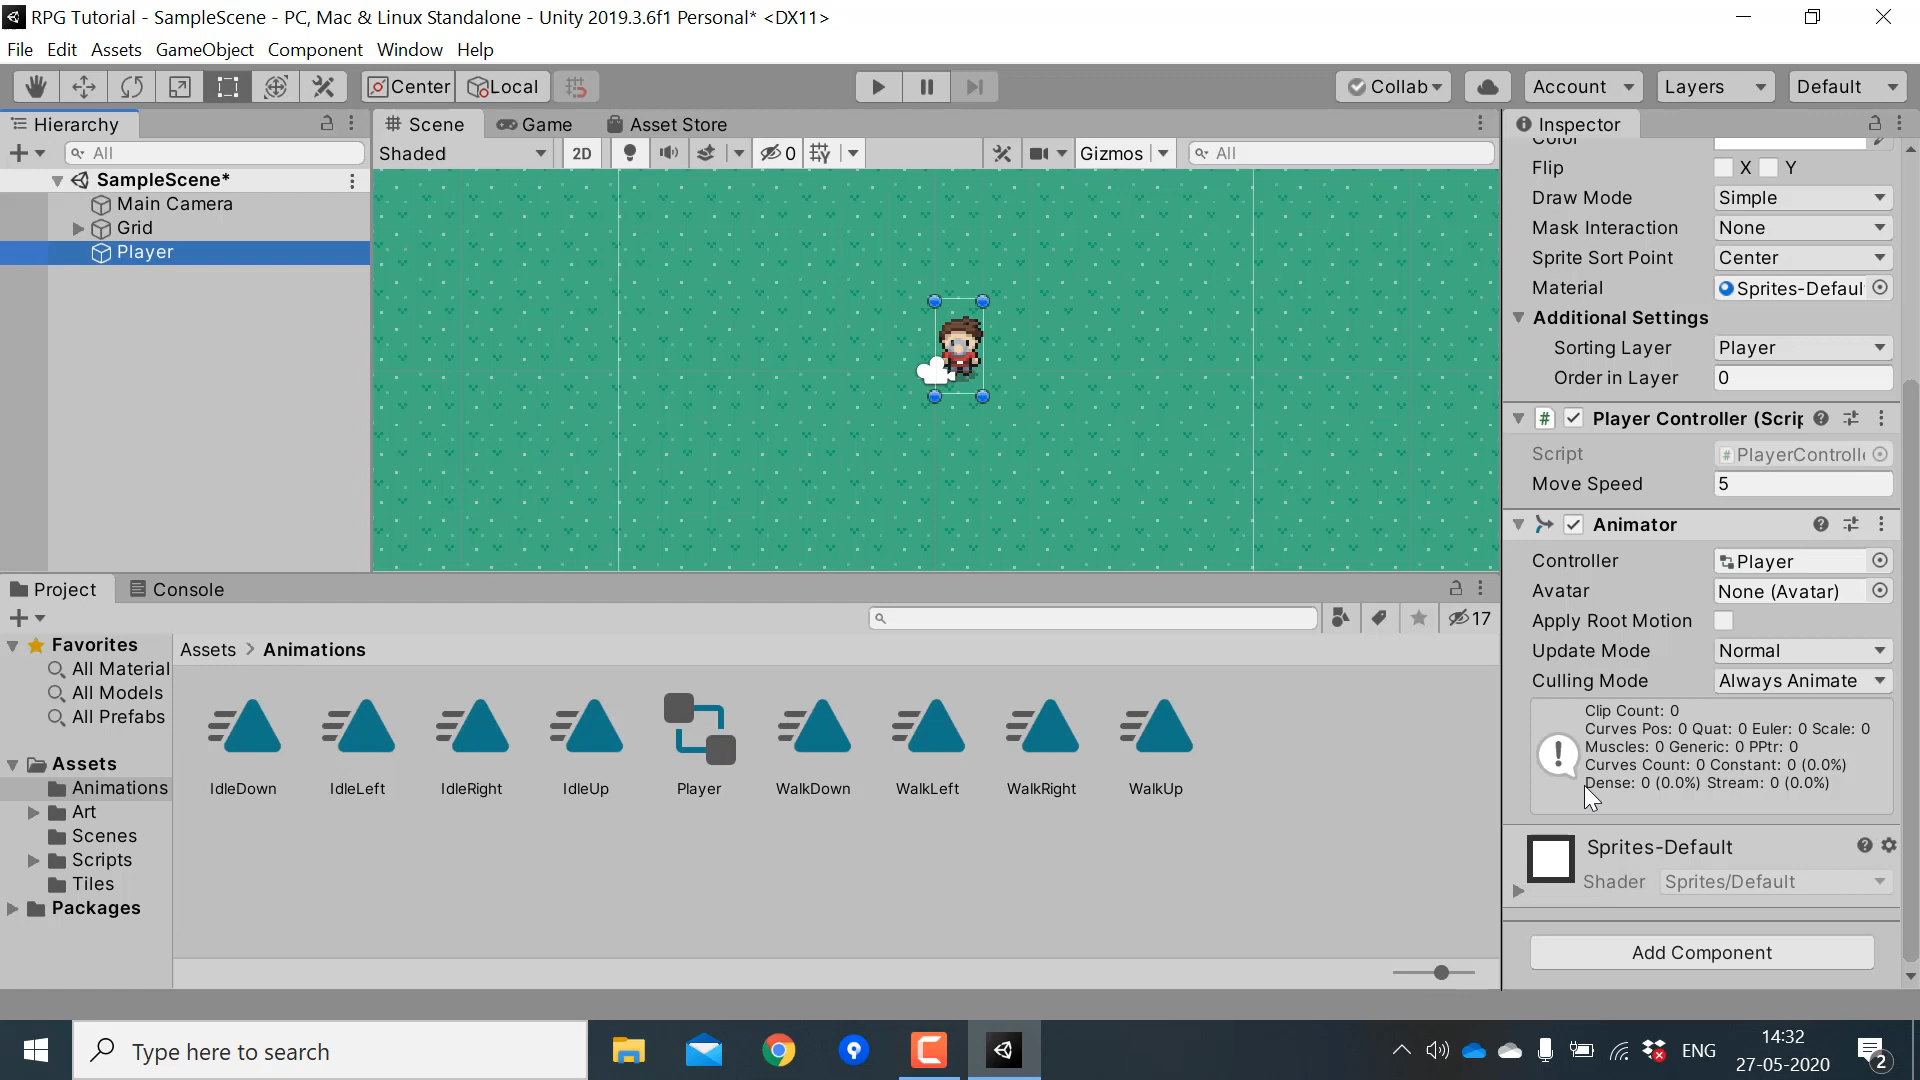 RPG Tutorial - SampleScene - PC, Mac & Linux Standalone - Unity 2019.3.6f1 Personal* <DX11>
File Edit Assets GameObject Component Window Help
Center Local Collab Account Layers Default
Hierarchy
All
SampleScene*
Main Camera
Grid
Player
Scene Game Asset Store
Shaded 2D 0 Gizmos All
Inspector
Color
Flip X Y
Draw Mode Simple
Mask Interaction None
Sprite Sort Point Center
Material Sprites-Defaul
Additional Settings
Sorting Layer Player
Order in Layer 0
Player Controller (Scrip
Script PlayerControlle
Move Speed 5
Animator
Controller Player
Avatar None (Avatar)
Apply Root Motion
Update Mode Normal
Culling Mode Always Animate
Clip Count: 0
Curves Pos: 0 Quat: 0 Euler: 0 Scale: 0
Muscles: 0 Generic: 0 PPtr: 0
Curves Count: 0 Constant: 0 (0.0%)
Dense: 0 (0.0%) Stream: 0 (0.0%)
Sprites-Default
Shader Sprites/Default
Add Component
Project Console
17
Favorites
All Material
All Models
All Prefabs
Assets
Animations
Art
Scenes
Scripts
Tiles
Packages
Assets > Animations
IdleDown IdleLeft IdleRight IdleUp Player WalkDown WalkLeft WalkRight WalkUp
Type here to search
ENG
14:32
27-05-2020
2